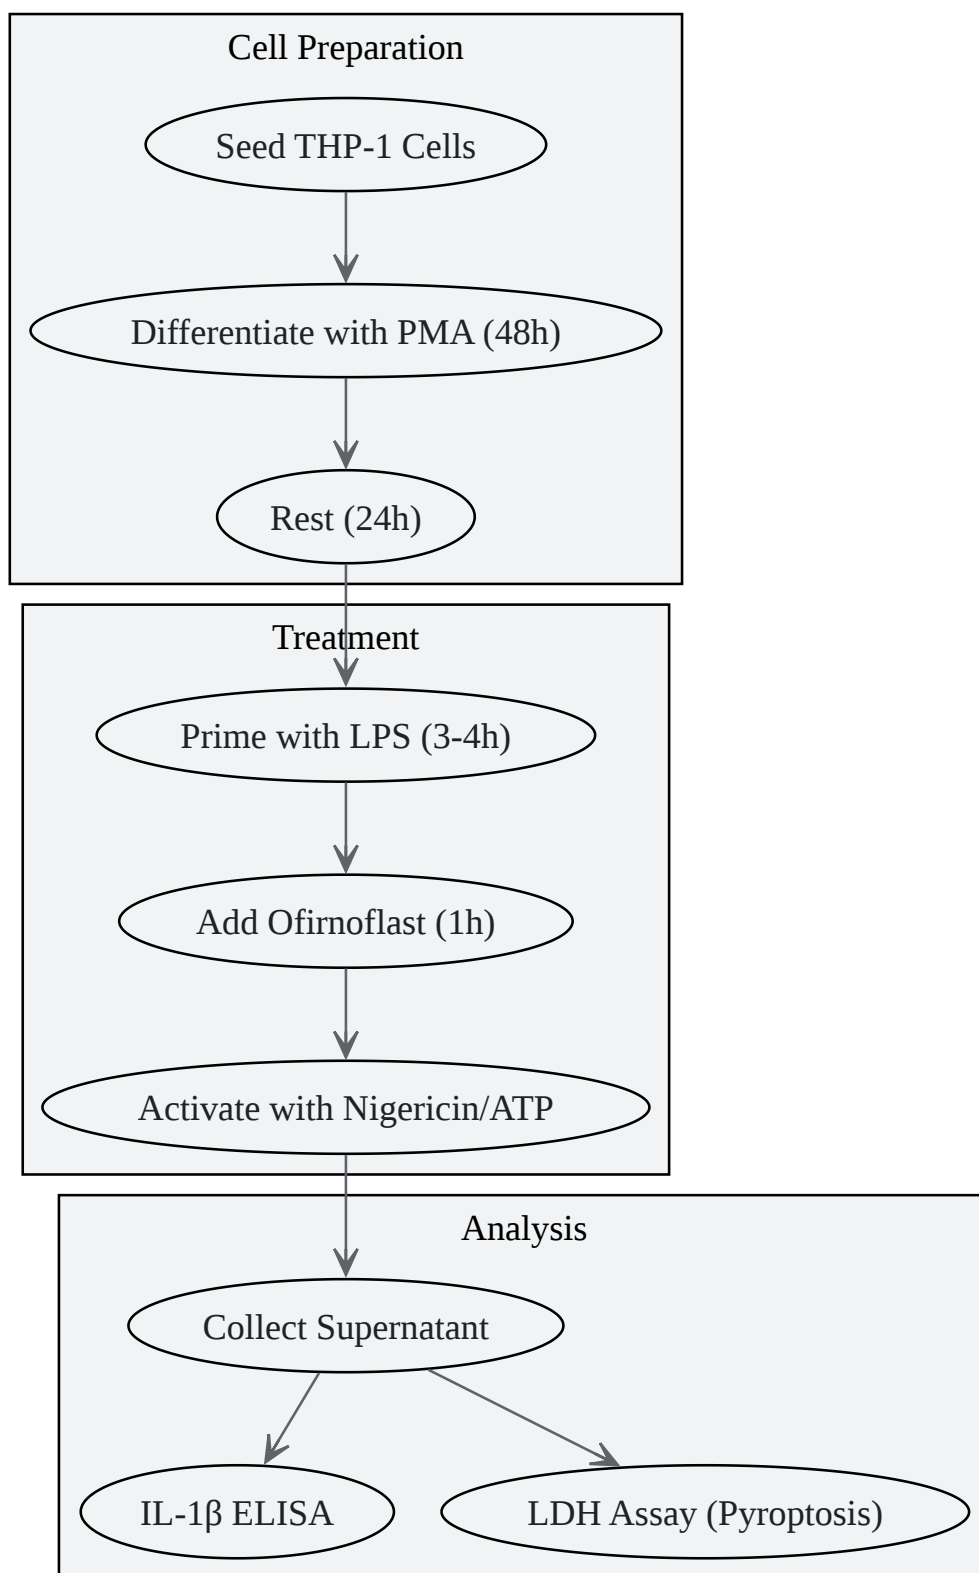 Cell Preparation
Seed THP-1 Cells
Differentiate with PMA (48h)
Rest (24h)
Treatment
Prime with LPS (3-4h)
Add Ofirnoflast (1h)
Activate with Nigericin/ATP
Analysis
Collect Supernatant
IL-1β ELISA
LDH Assay (Pyroptosis)